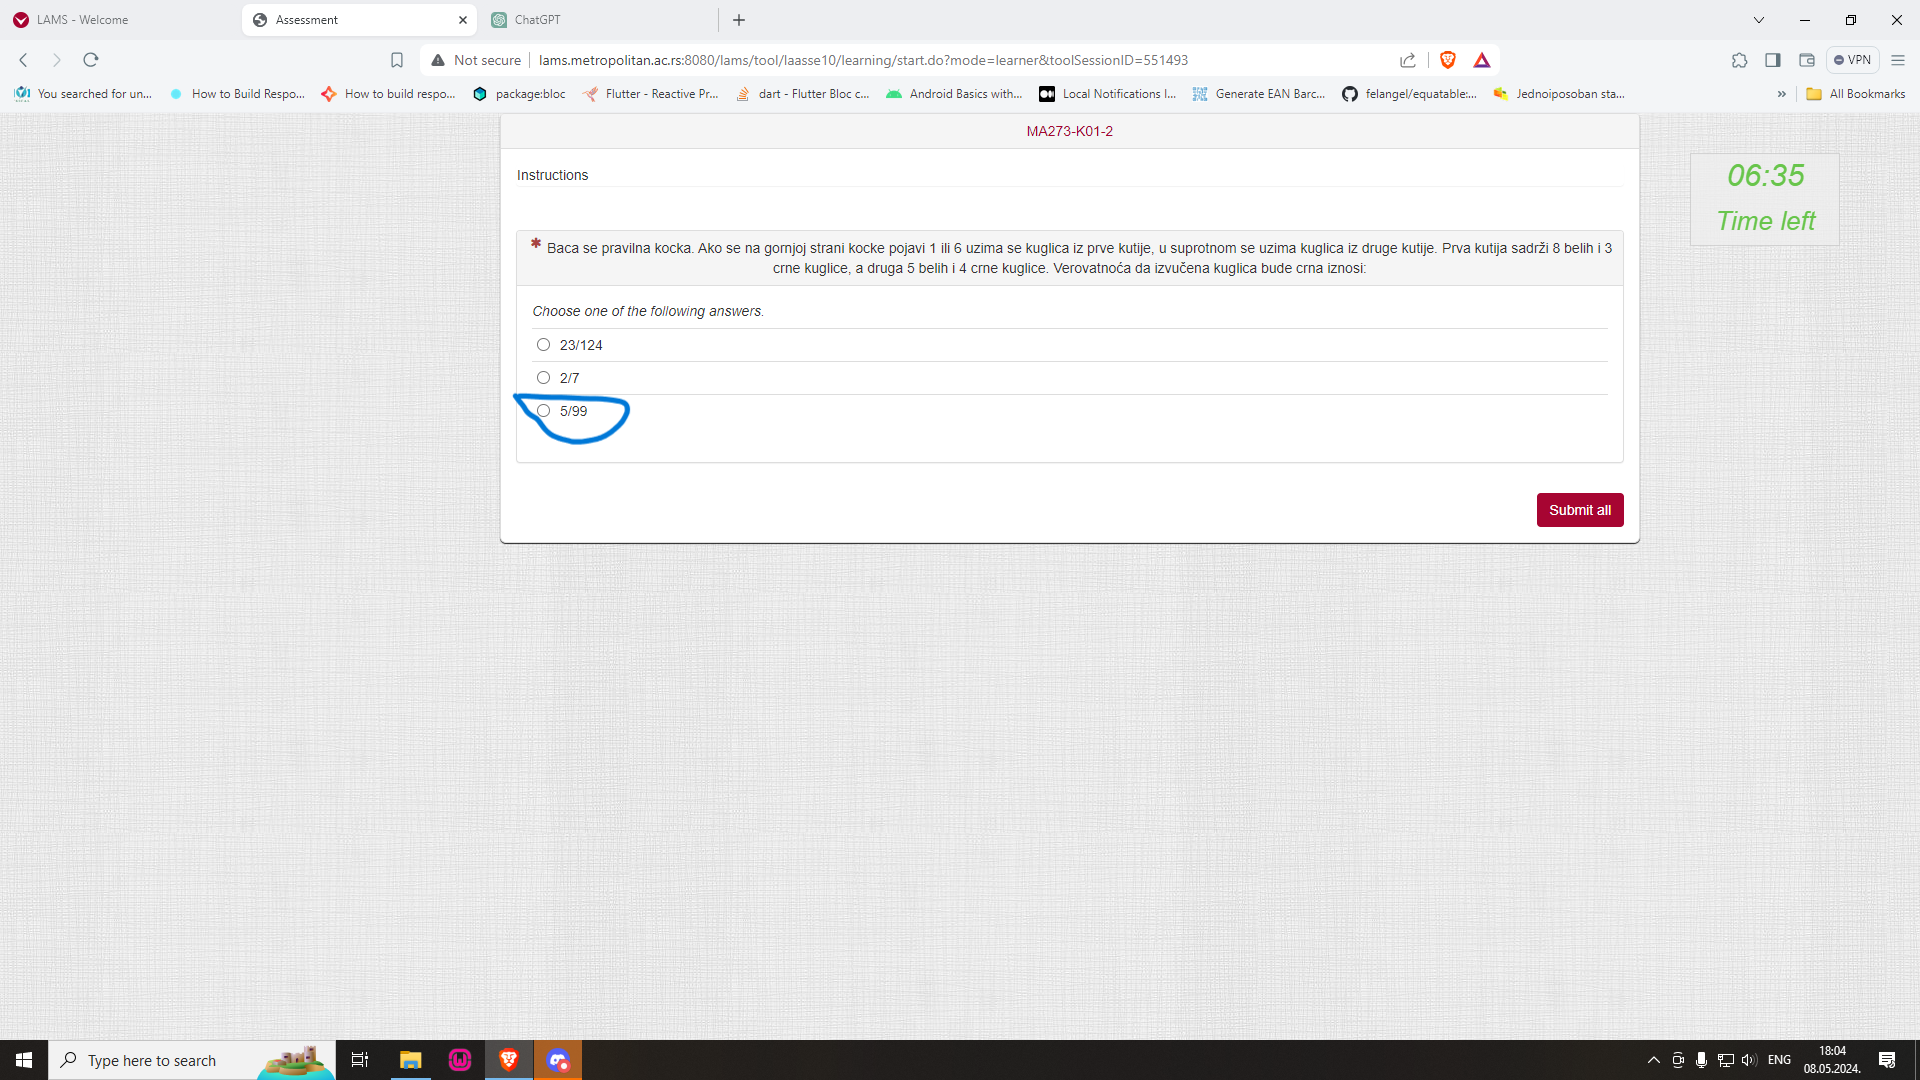 LAMS - Welcome
Assessment
ChatGPT
Not secure
lams.metropolitan.ac.rs:8080/lams/tool/laasse10/learning/start.do?mode=learner&toolSessionID=551493
VPN
You searched for un...
How to Build Respo...
How to build respo...
package:bloc
Flutter - Reactive Pr...
dart - Flutter Bloc c...
Android Basics with...
Local Notifications I...
Generate EAN Barc...
felangel/equatable:...
Jednoiposoban sta...
»
All Bookmarks
MA273-K01-2
Instructions
06:35
Time left
* Baca se pravilna kocka. Ako se na gornjoj strani kocke pojavi 1 ili 6 uzima se kuglica iz prve kutije, u suprotnom se uzima kuglica iz druge kutije. Prva kutija sadrži 8 belih i 3
crne kuglice, a druga 5 belih i 4 crne kuglice. Verovatnoća da izvučena kuglica bude crna iznosi:
Choose one of the following answers.
23/124
2/7
5/99
Submit all
Type here to search
ENG
18:04
08.05.2024.